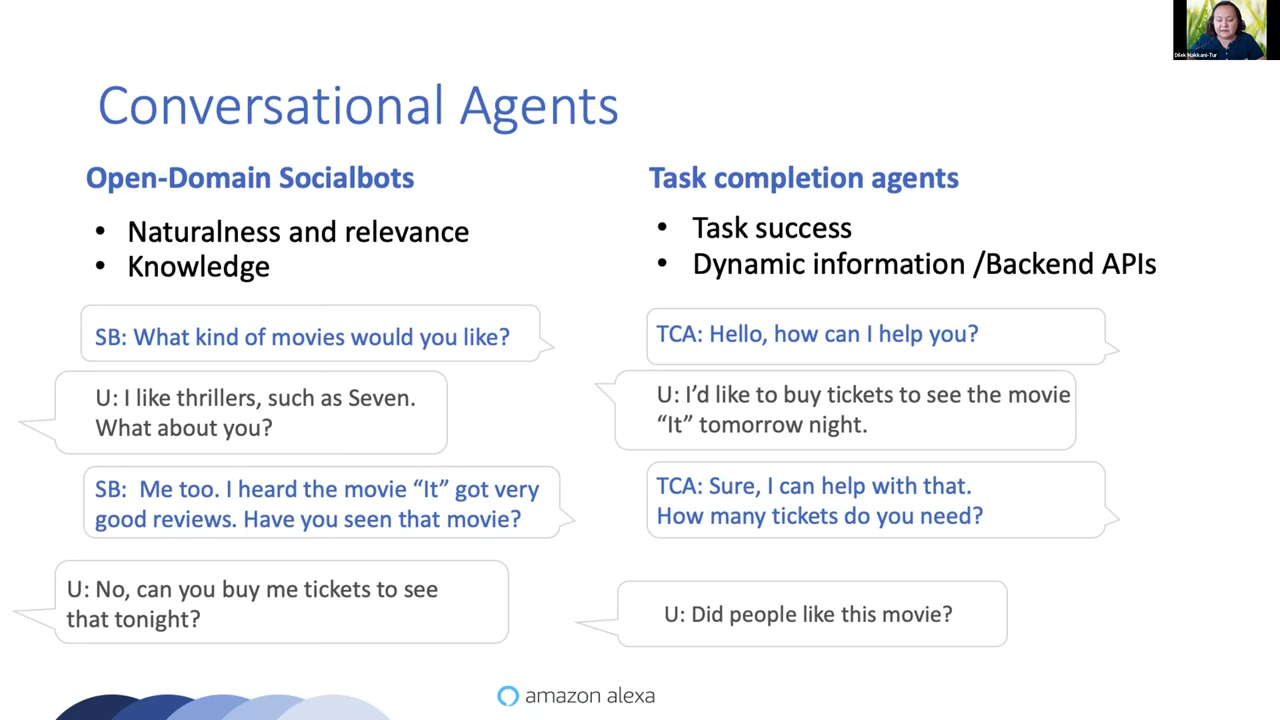 Dilek Hakkani-Tur
Conversational Agents
Open-Domain Socialbots
• Naturalness and relevance
• Knowledge
SB: What kind of movies would you like?
U: I like thrillers, such as Seven.
What about you?
SB:  Me too. I heard the movie “It” got very
good reviews. Have you seen that movie?
U: No, can you buy me tickets to see
that tonight?
Task completion agents
• Task success
• Dynamic information /Backend APIs
TCA: Hello, how can I help you?
U: I’d like to buy tickets to see the movie
“It” tomorrow night.
TCA: Sure, I can help with that.
How many tickets do you need?
U: Did people like this movie?
amazon alexa